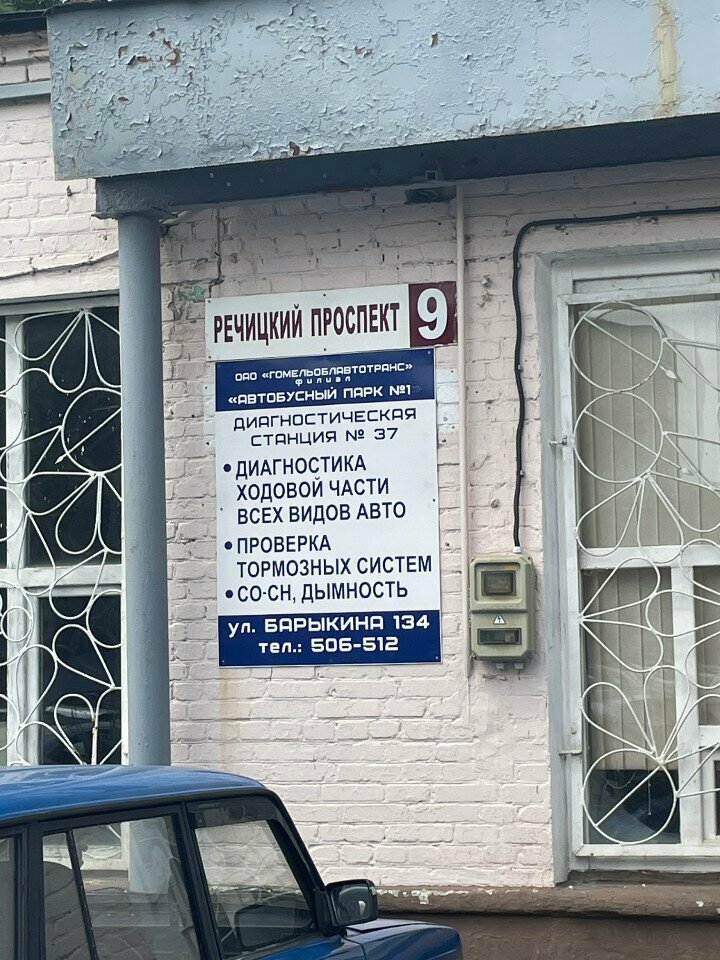 РЕЧИЦКИЙ ПРОСПЕКТ 9
ОАО «ГОМЕЛЬОБЛАВТОТРАНС»
филиал
«АВТОБУСНЫЙ ПАРК №1»
ДИАГНОСТИЧЕСКАЯ
СТАНЦИЯ № 37
• ДИАГНОСТИКА
ХОДОВОЙ ЧАСТИ
ВСЕХ ВИДОВ АВТО
• ПРОВЕРКА
ТОРМОЗНЫХ СИСТЕМ
• СО-СН, ДЫМНОСТЬ
ул. БАРЫКИНА 134
тел.: 506-512